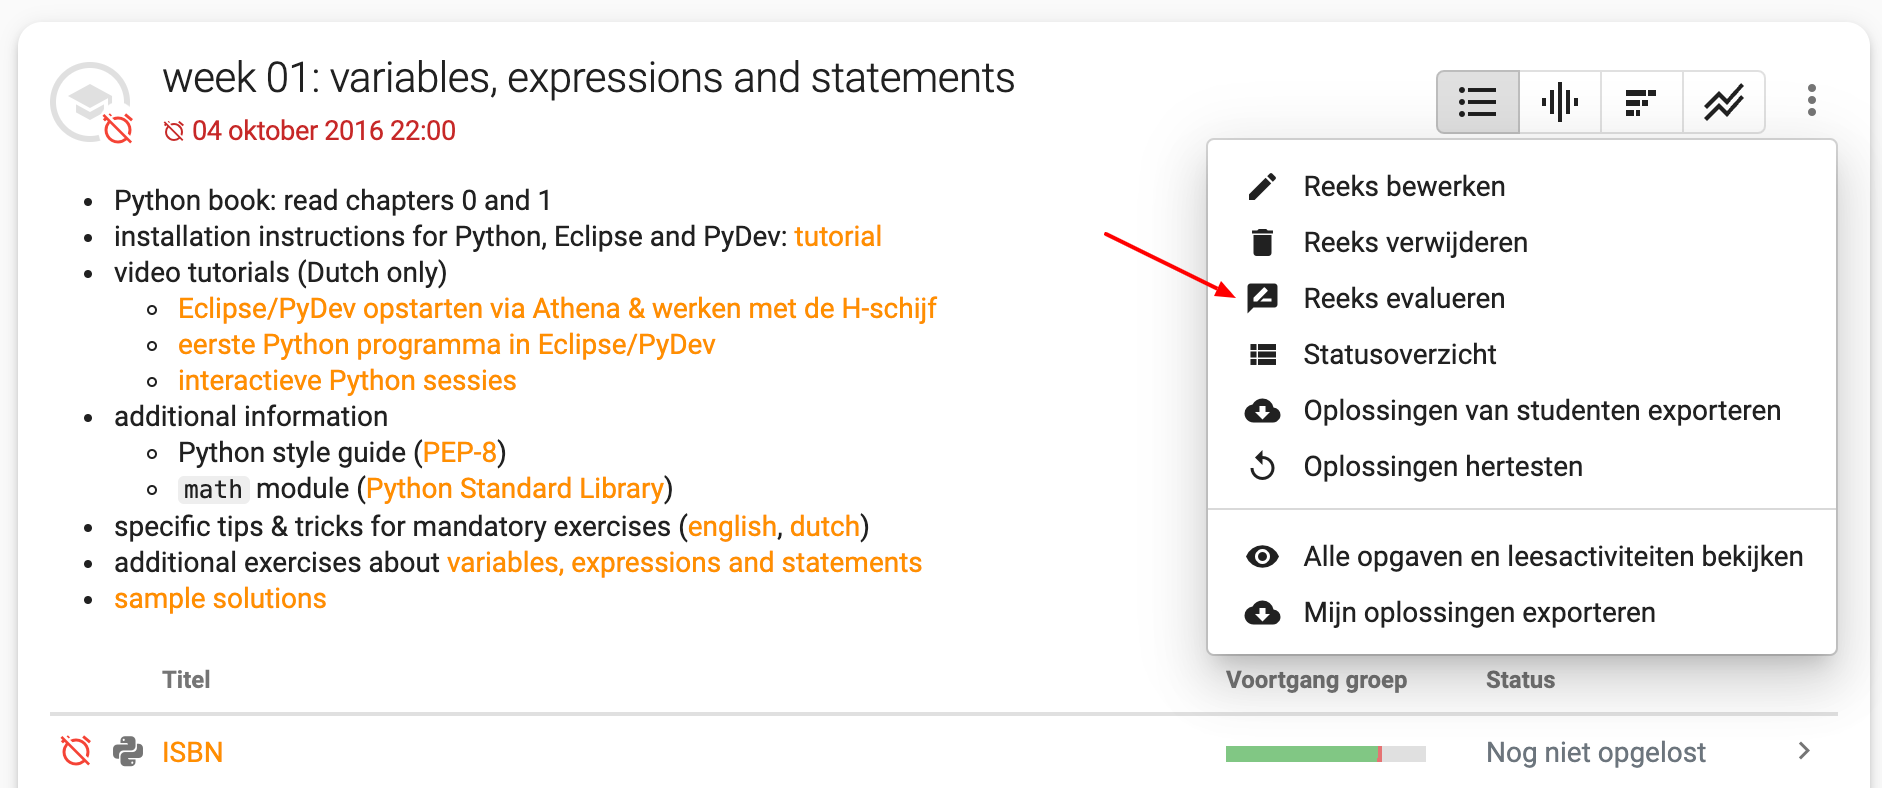 week 01: variables, expressions and statements
04 oktober 2016 22:00
Python book: read chapters 0 and 1
installation instructions for Python, Eclipse and PyDev: tutorial
video tutorials (Dutch only)
Eclipse/PyDev opstarten via Athena & werken met de H-schijf
eerste Python programma in Eclipse/PyDev
interactieve Python sessies
additional information
Python style guide (PEP-8)
math module (Python Standard Library)
specific tips & tricks for mandatory exercises (english, dutch)
additional exercises about variables, expressions and statements
sample solutions
Reeks bewerken
Reeks verwijderen
Reeks evalueren
Statusoverzicht
Oplossingen van studenten exporteren
Oplossingen hertesten
Alle opgaven en leesactiviteiten bekijken
Mijn oplossingen exporteren
Titel Voortgang groep Status
ISBN Nog niet opgelost